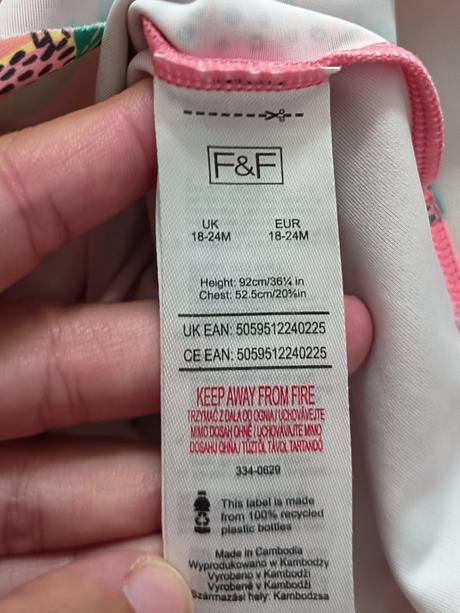 F&F
UK EUR
18-24M 18-24M
Height: 92cm/36¼ in
Chest: 52.5cm/20⅝in
UK EAN: 5059512240225
CE EAN: 5059512240225
KEEP AWAY FROM FIRE
TRZYMAĆ Z DALA OD OGNIA / UCHOVÁVEJTE
MIMO DOSAH OHNĚ / UCHOVÁVAJTE MIMO
DOSAHU OHŇA / TŰZTŐL TÁVOL TARTANDÓ
334-0629
This label is made
from 100% recycled
plastic bottles
Made in Cambodia
Wyprodukowano w Kambodży
Vyrobeno v Kambodži
Vyrobené v Kambodži
Származási hely: Kambodzsa